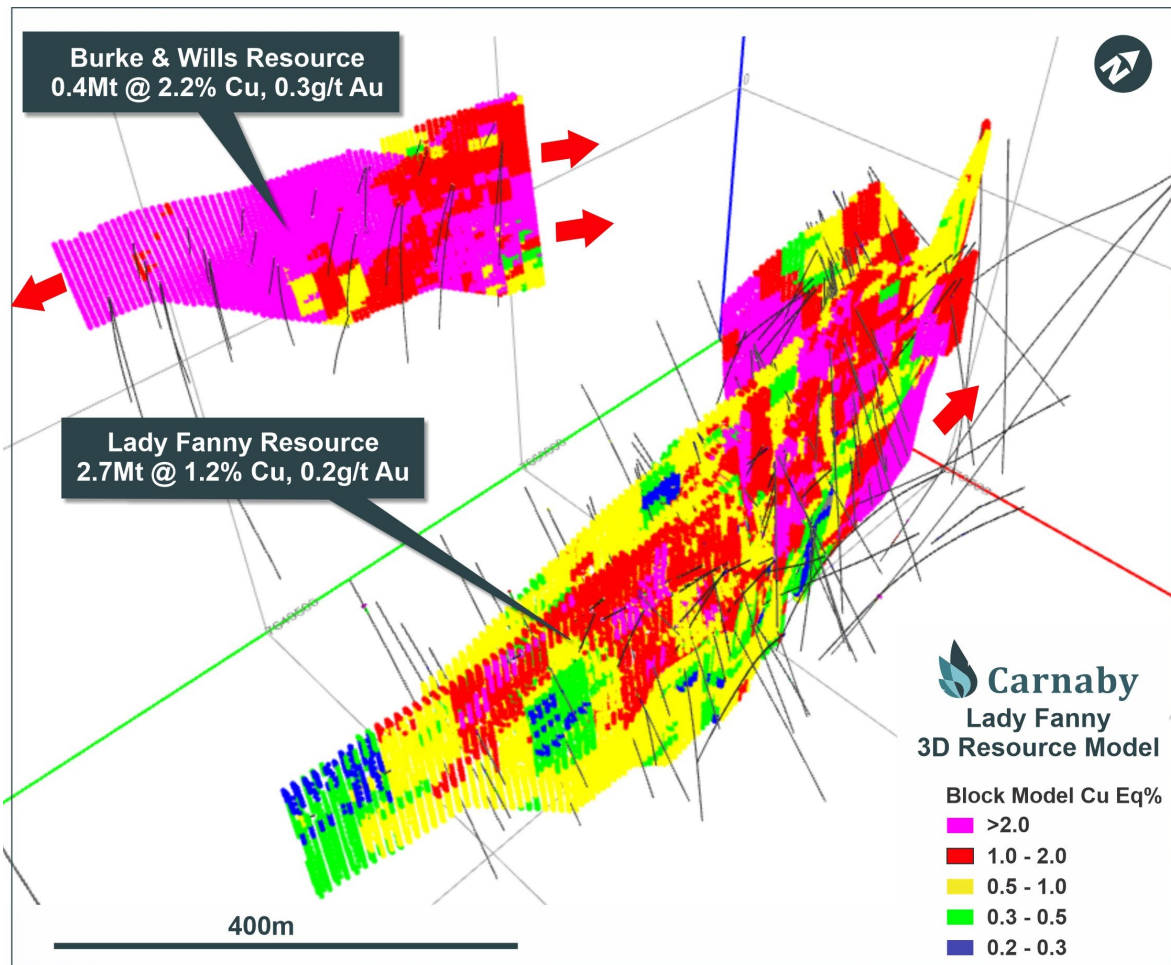 Burke & Wills Resource
0.4Mt @ 2.2% Cu, 0.3g/t Au
N
0
Lady Fanny Resource
2.7Mt @ 1.2% Cu, 0.2g/t Au
Carnaby
Lady Fanny
3D Resource Model
Block Model Cu Eq%
>2.0
1.0 - 2.0
0.5 - 1.0
0.3 - 0.5
0.2 - 0.3
400m